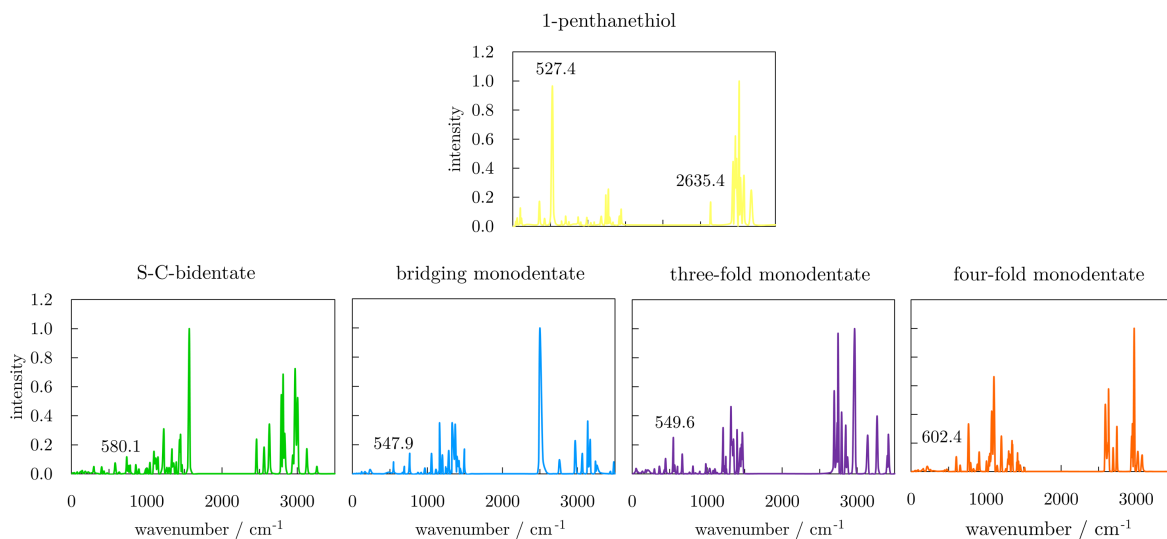 1-penthanethiol
1.2
1.0
0.8
0.6
0.4
0.2
0.0
intensity
527.4
2635.4
S-C-bidentate
bridging monodentate
three-fold monodentate
four-fold monodentate
1.2
1.0
0.8
0.6
0.4
0.2
0.0
intensity
580.1
547.9
549.6
602.4
0 1000 2000 3000
0 1000 2000 3000
0 1000 2000 3000
0 1000 2000 3000
wavenumber / cm⁻¹
wavenumber / cm⁻¹
wavenumber / cm⁻¹
wavenumber / cm⁻¹